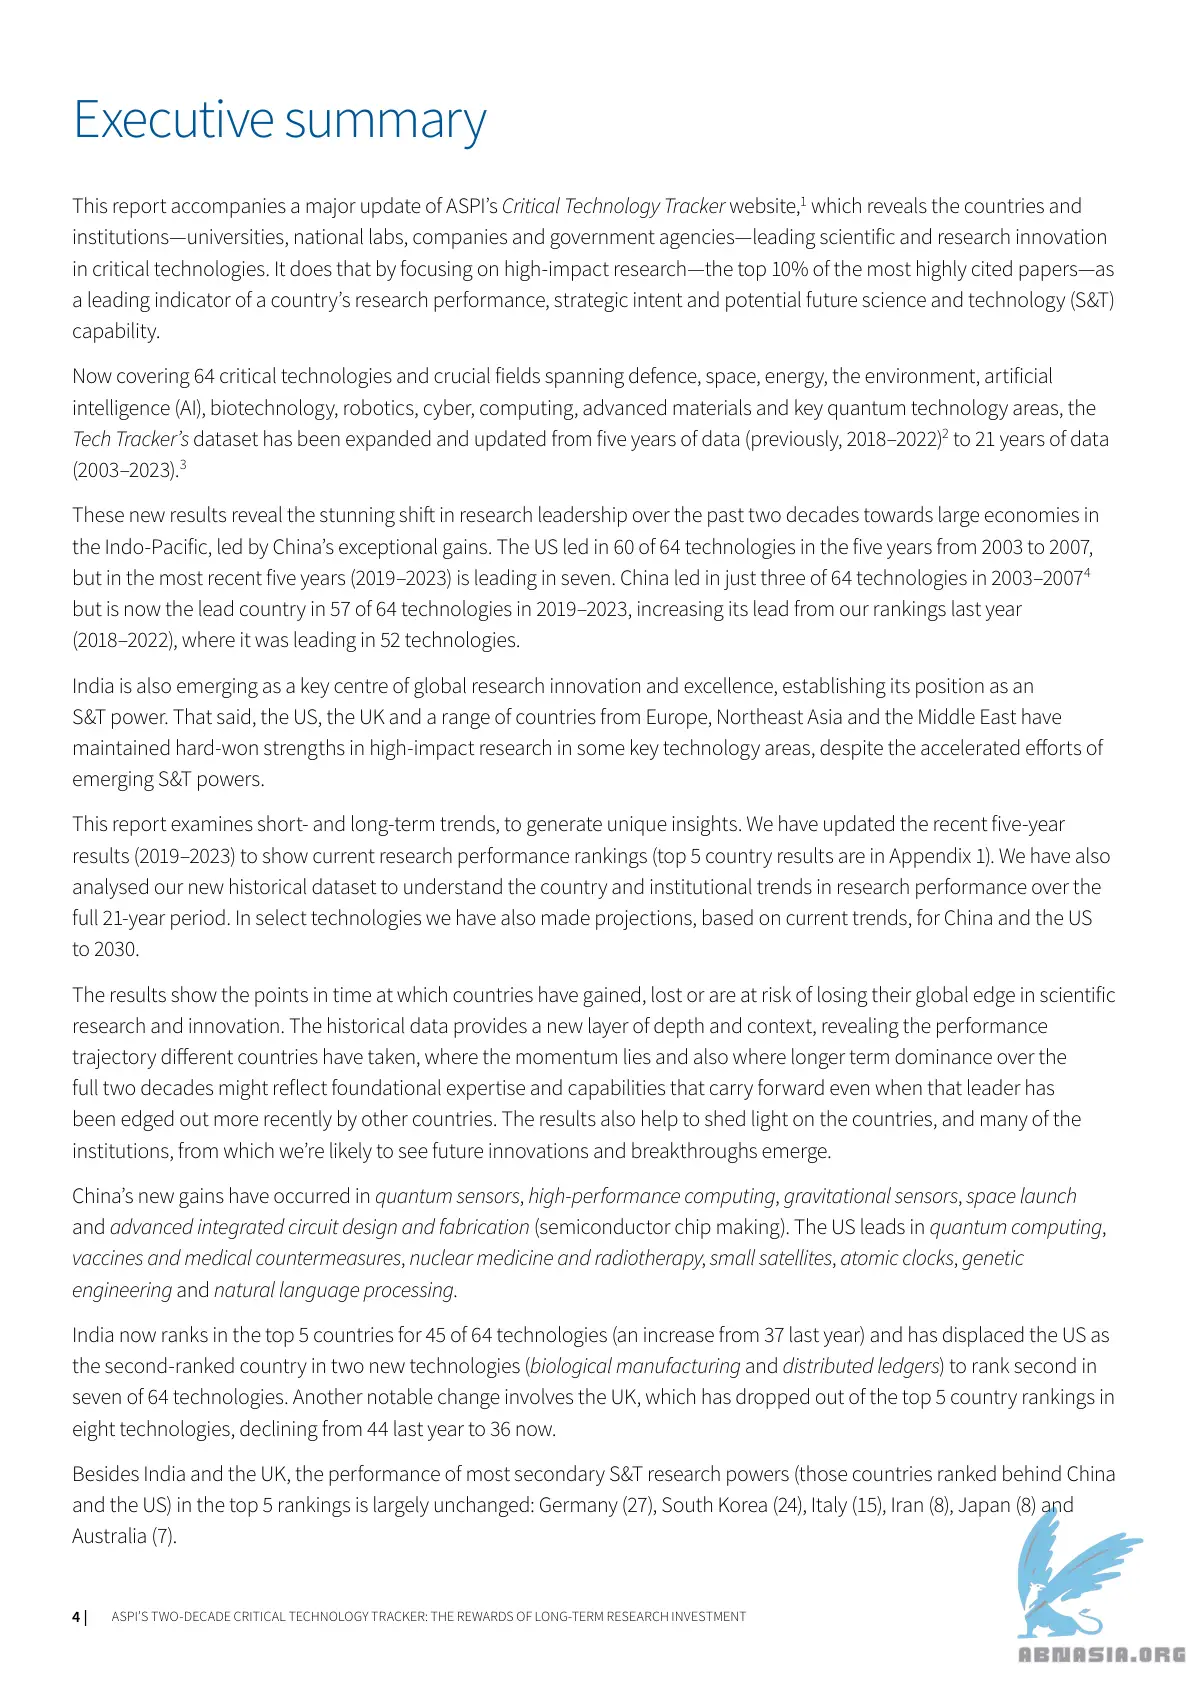 Executive summary
This report accompanies a major update of ASPI’s Critical Technology Tracker website,1 which reveals the countries and
institutions—universities, national labs, companies and government agencies—leading scientific and research innovation
in critical technologies. It does that by focusing on high-impact research—the top 10% of the most highly cited papers—as
a leading indicator of a country’s research performance, strategic intent and potential future science and technology (S&T)
capability.
Now covering 64 critical technologies and crucial fields spanning defence, space, energy, the environment, artificial
intelligence (AI), biotechnology, robotics, cyber, computing, advanced materials and key quantum technology areas, the
Tech Tracker’s dataset has been expanded and updated from five years of data (previously, 2018–2022)2 to 21 years of data
(2003–2023).3
These new results reveal the stunning shift in research leadership over the past two decades towards large economies in
the Indo-Pacific, led by China’s exceptional gains. The US led in 60 of 64 technologies in the five years from 2003 to 2007,
but in the most recent five years (2019–2023) is leading in seven. China led in just three of 64 technologies in 2003–20074
but is now the lead country in 57 of 64 technologies in 2019–2023, increasing its lead from our rankings last year
(2018–2022), where it was leading in 52 technologies.
India is also emerging as a key centre of global research innovation and excellence, establishing its position as an
S&T power. That said, the US, the UK and a range of countries from Europe, Northeast Asia and the Middle East have
maintained hard-won strengths in high-impact research in some key technology areas, despite the accelerated efforts of
emerging S&T powers.
This report examines short- and long-term trends, to generate unique insights. We have updated the recent five-year
results (2019–2023) to show current research performance rankings (top 5 country results are in Appendix 1). We have also
analysed our new historical dataset to understand the country and institutional trends in research performance over the
full 21-year period. In select technologies we have also made projections, based on current trends, for China and the US
to 2030.
The results show the points in time at which countries have gained, lost or are at risk of losing their global edge in scientific
research and innovation. The historical data provides a new layer of depth and context, revealing the performance
trajectory different countries have taken, where the momentum lies and also where longer term dominance over the
full two decades might reflect foundational expertise and capabilities that carry forward even when that leader has
been edged out more recently by other countries. The results also help to shed light on the countries, and many of the
institutions, from which we’re likely to see future innovations and breakthroughs emerge.
China’s new gains have occurred in quantum sensors, high-performance computing, gravitational sensors, space launch
and advanced integrated circuit design and fabrication (semiconductor chip making). The US leads in quantum computing,
vaccines and medical countermeasures, nuclear medicine and radiotherapy, small satellites, atomic clocks, genetic
engineering and natural language processing.
India now ranks in the top 5 countries for 45 of 64 technologies (an increase from 37 last year) and has displaced the US as
the second-ranked country in two new technologies (biological manufacturing and distributed ledgers) to rank second in
seven of 64 technologies. Another notable change involves the UK, which has dropped out of the top 5 country rankings in
eight technologies, declining from 44 last year to 36 now.
Besides India and the UK, the performance of most secondary S&T research powers (those countries ranked behind China
and the US) in the top 5 rankings is largely unchanged: Germany (27), South Korea (24), Italy (15), Iran (8), Japan (8) and
Australia (7).
4 | ASPI’S TWO-DECADE CRITICAL TECHNOLOGY TRACKER: THE REWARDS OF LONG-TERM RESEARCH INVESTMENT
ABNASIA.ORG